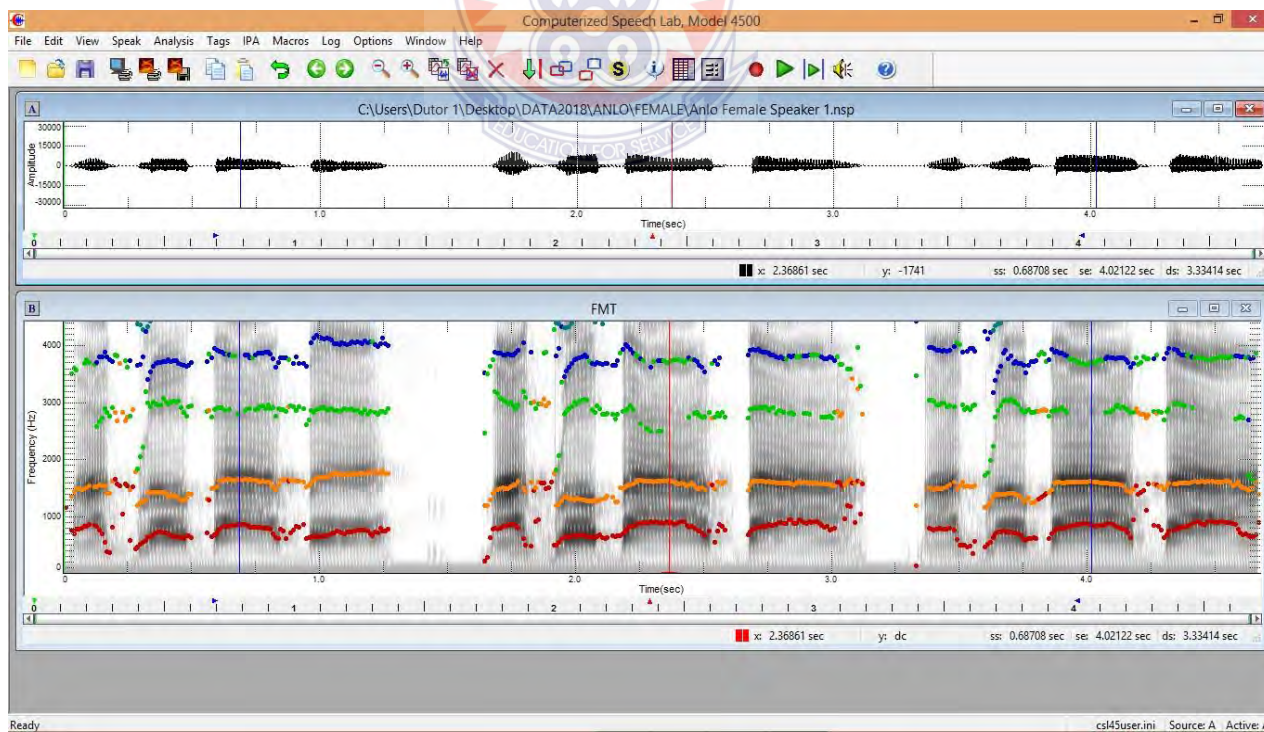 Computerized Speech Lab, Model 4500
File Edit View Speak Analysis Tags IPA Macros Log Options Window Help
S
A C:\Users\Dutor 1\Desktop\DATA2018\ANLO\FEMALE\Anlo Female Speaker 1.nsp
EDUCATION FOR SERVICE
Amplitude
30000
15000
0
-15000
-30000
0 1.0 2.0 3.0 4.0
Time(sec)
0 1 2 3 4
x: 2.36861 sec y: -1741 ss: 0.68708 sec se: 4.02122 sec ds: 3.33414 sec
B FMT
Frequency (Hz)
4000
3000
2000
1000
0
0 1.0 2.0 3.0 4.0
Time(sec)
0 1 2 3 4
x: 2.36861 sec y: dc ss: 0.68708 sec se: 4.02122 sec ds: 3.33414 sec
Ready csl45user.ini Source: A Active: